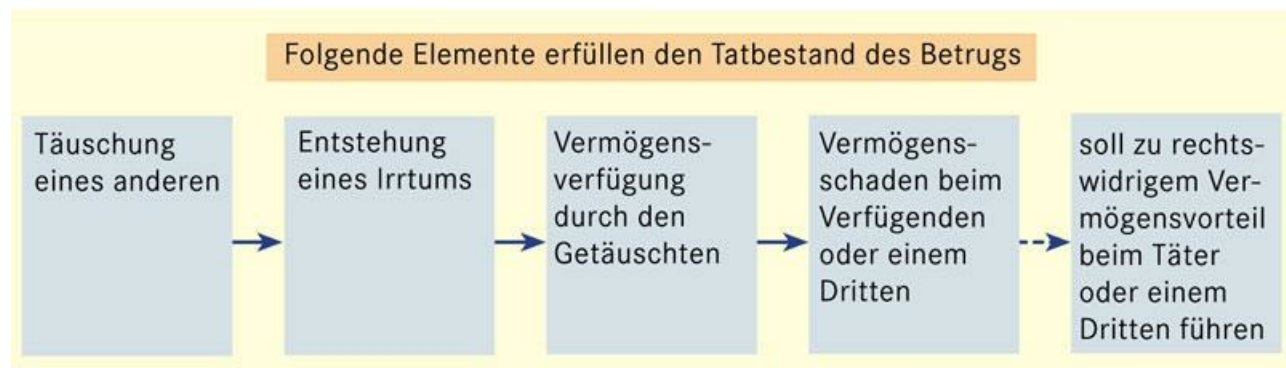 Folgende Elemente erfüllen den Tatbestand des Betrugs
Täuschung
eines anderen
Entstehung
eines Irrtums
Vermögens-
verfügung
durch den
Getäuschten
Vermögens-
schaden beim
Verfügenden
oder einem
Dritten
soll zu rechts-
widrigem Ver-
mögensvorteil
beim Täter
oder einem
Dritten führen